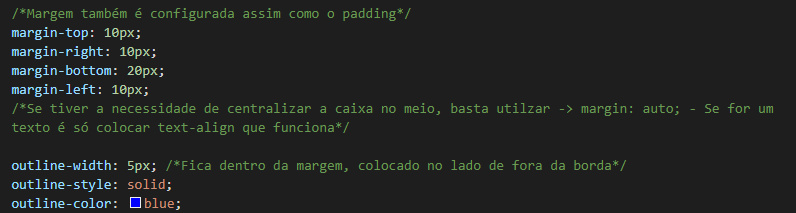 /*Margem também é configurada assim como o padding*/
margin-top: 10px;
margin-right: 10px;
margin-bottom: 20px;
margin-left: 10px;
/*Se tiver a necessidade de centralizar a caixa no meio, basta utilzar -> margin: auto; - Se for um
texto é só colocar text-align que funciona*/
outline-width: 5px; /*Fica dentro da margem, colocado no lado de fora da borda*/
outline-style: solid;
outline-color: blue;